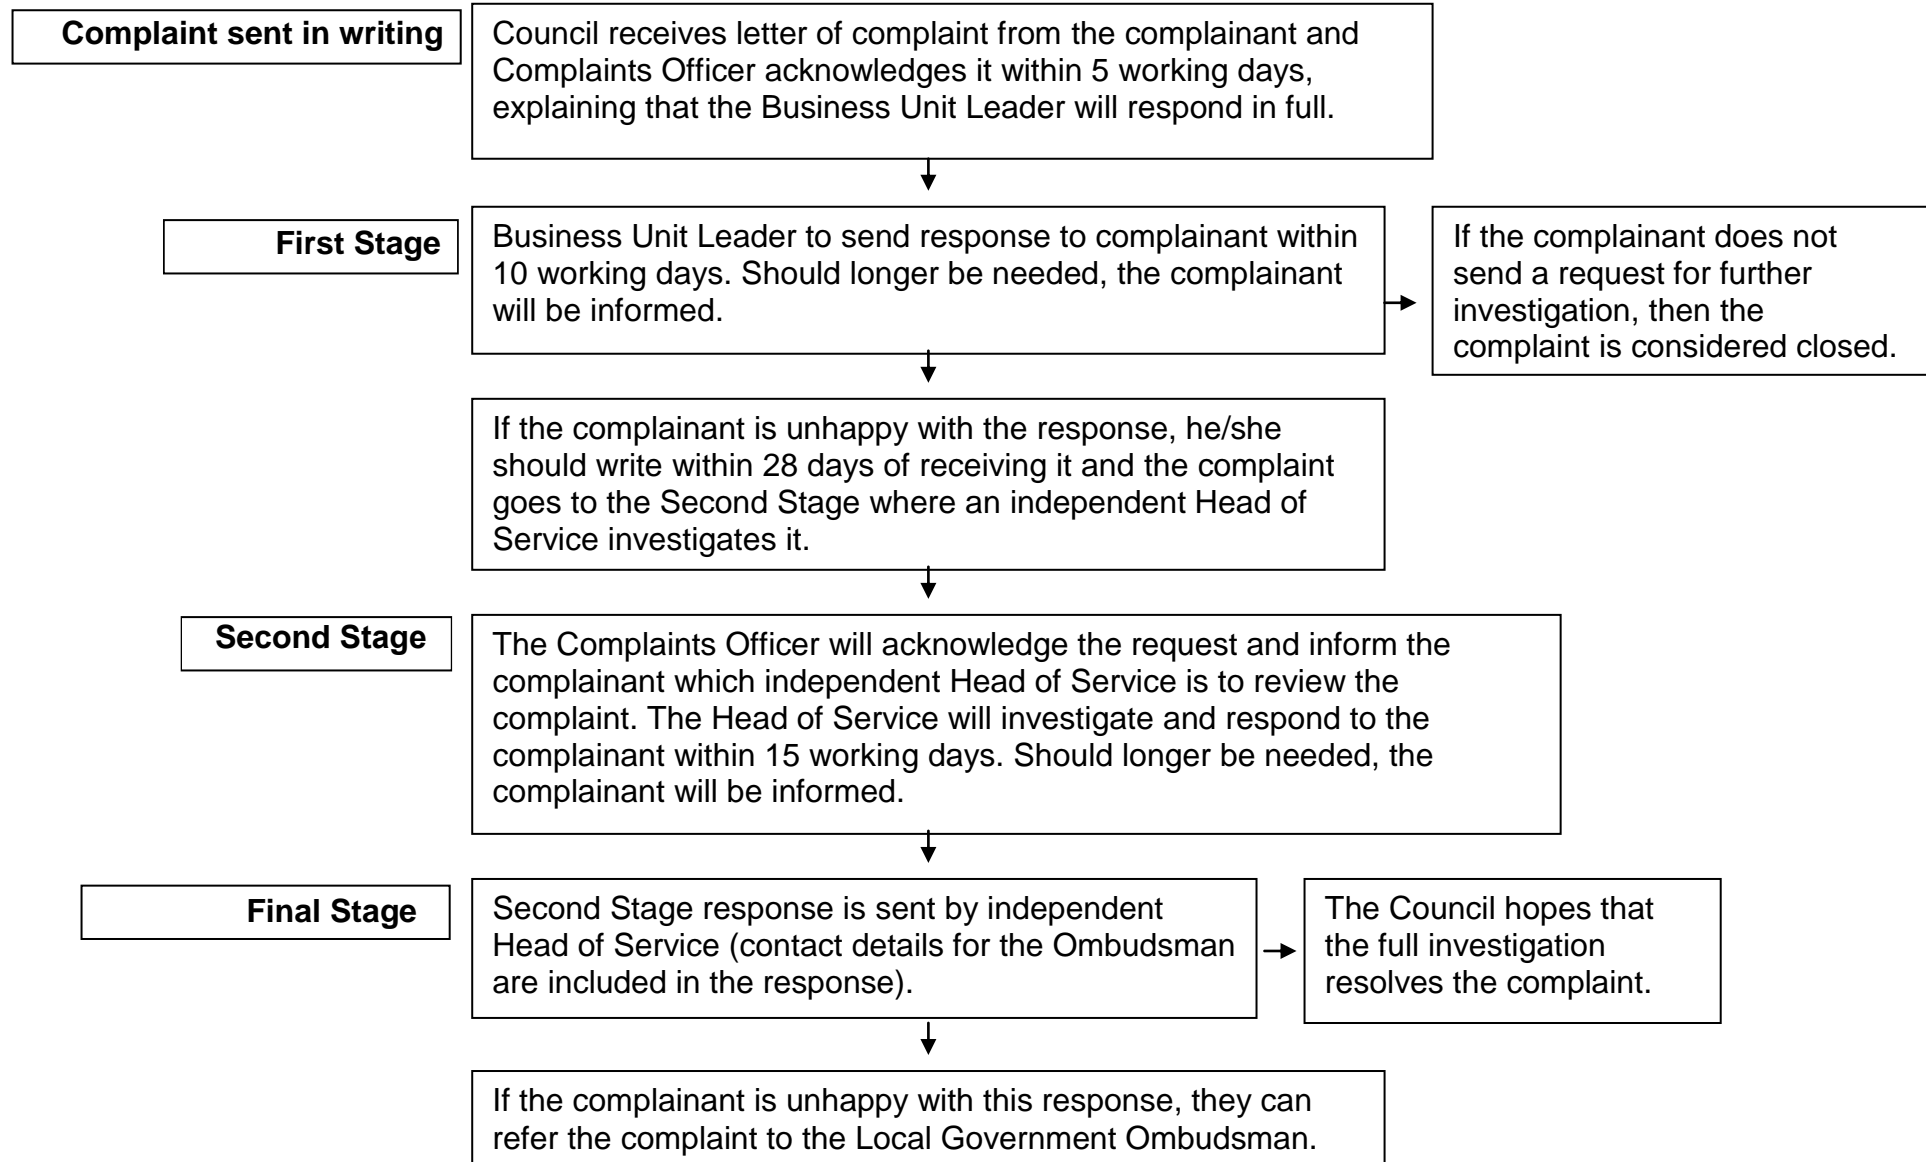 Complaint sent in writing
Council receives letter of complaint from the complainant and
Complaints Officer acknowledges it within 5 working days,
explaining that the Business Unit Leader will respond in full.
First Stage
Business Unit Leader to send response to complainant within
10 working days. Should longer be needed, the complainant
will be informed.
If the complainant does not
send a request for further
investigation, then the
complaint is considered closed.
If the complainant is unhappy with the response, he/she
should write within 28 days of receiving it and the complaint
goes to the Second Stage where an independent Head of
Service investigates it.
Second Stage
The Complaints Officer will acknowledge the request and inform the
complainant which independent Head of Service is to review the
complaint. The Head of Service will investigate and respond to the
complainant within 15 working days. Should longer be needed, the
complainant will be informed.
Final Stage
Second Stage response is sent by independent
Head of Service (contact details for the Ombudsman
are included in the response).
The Council hopes that
the full investigation
resolves the complaint.
If the complainant is unhappy with this response, they can
refer the complaint to the Local Government Ombudsman.